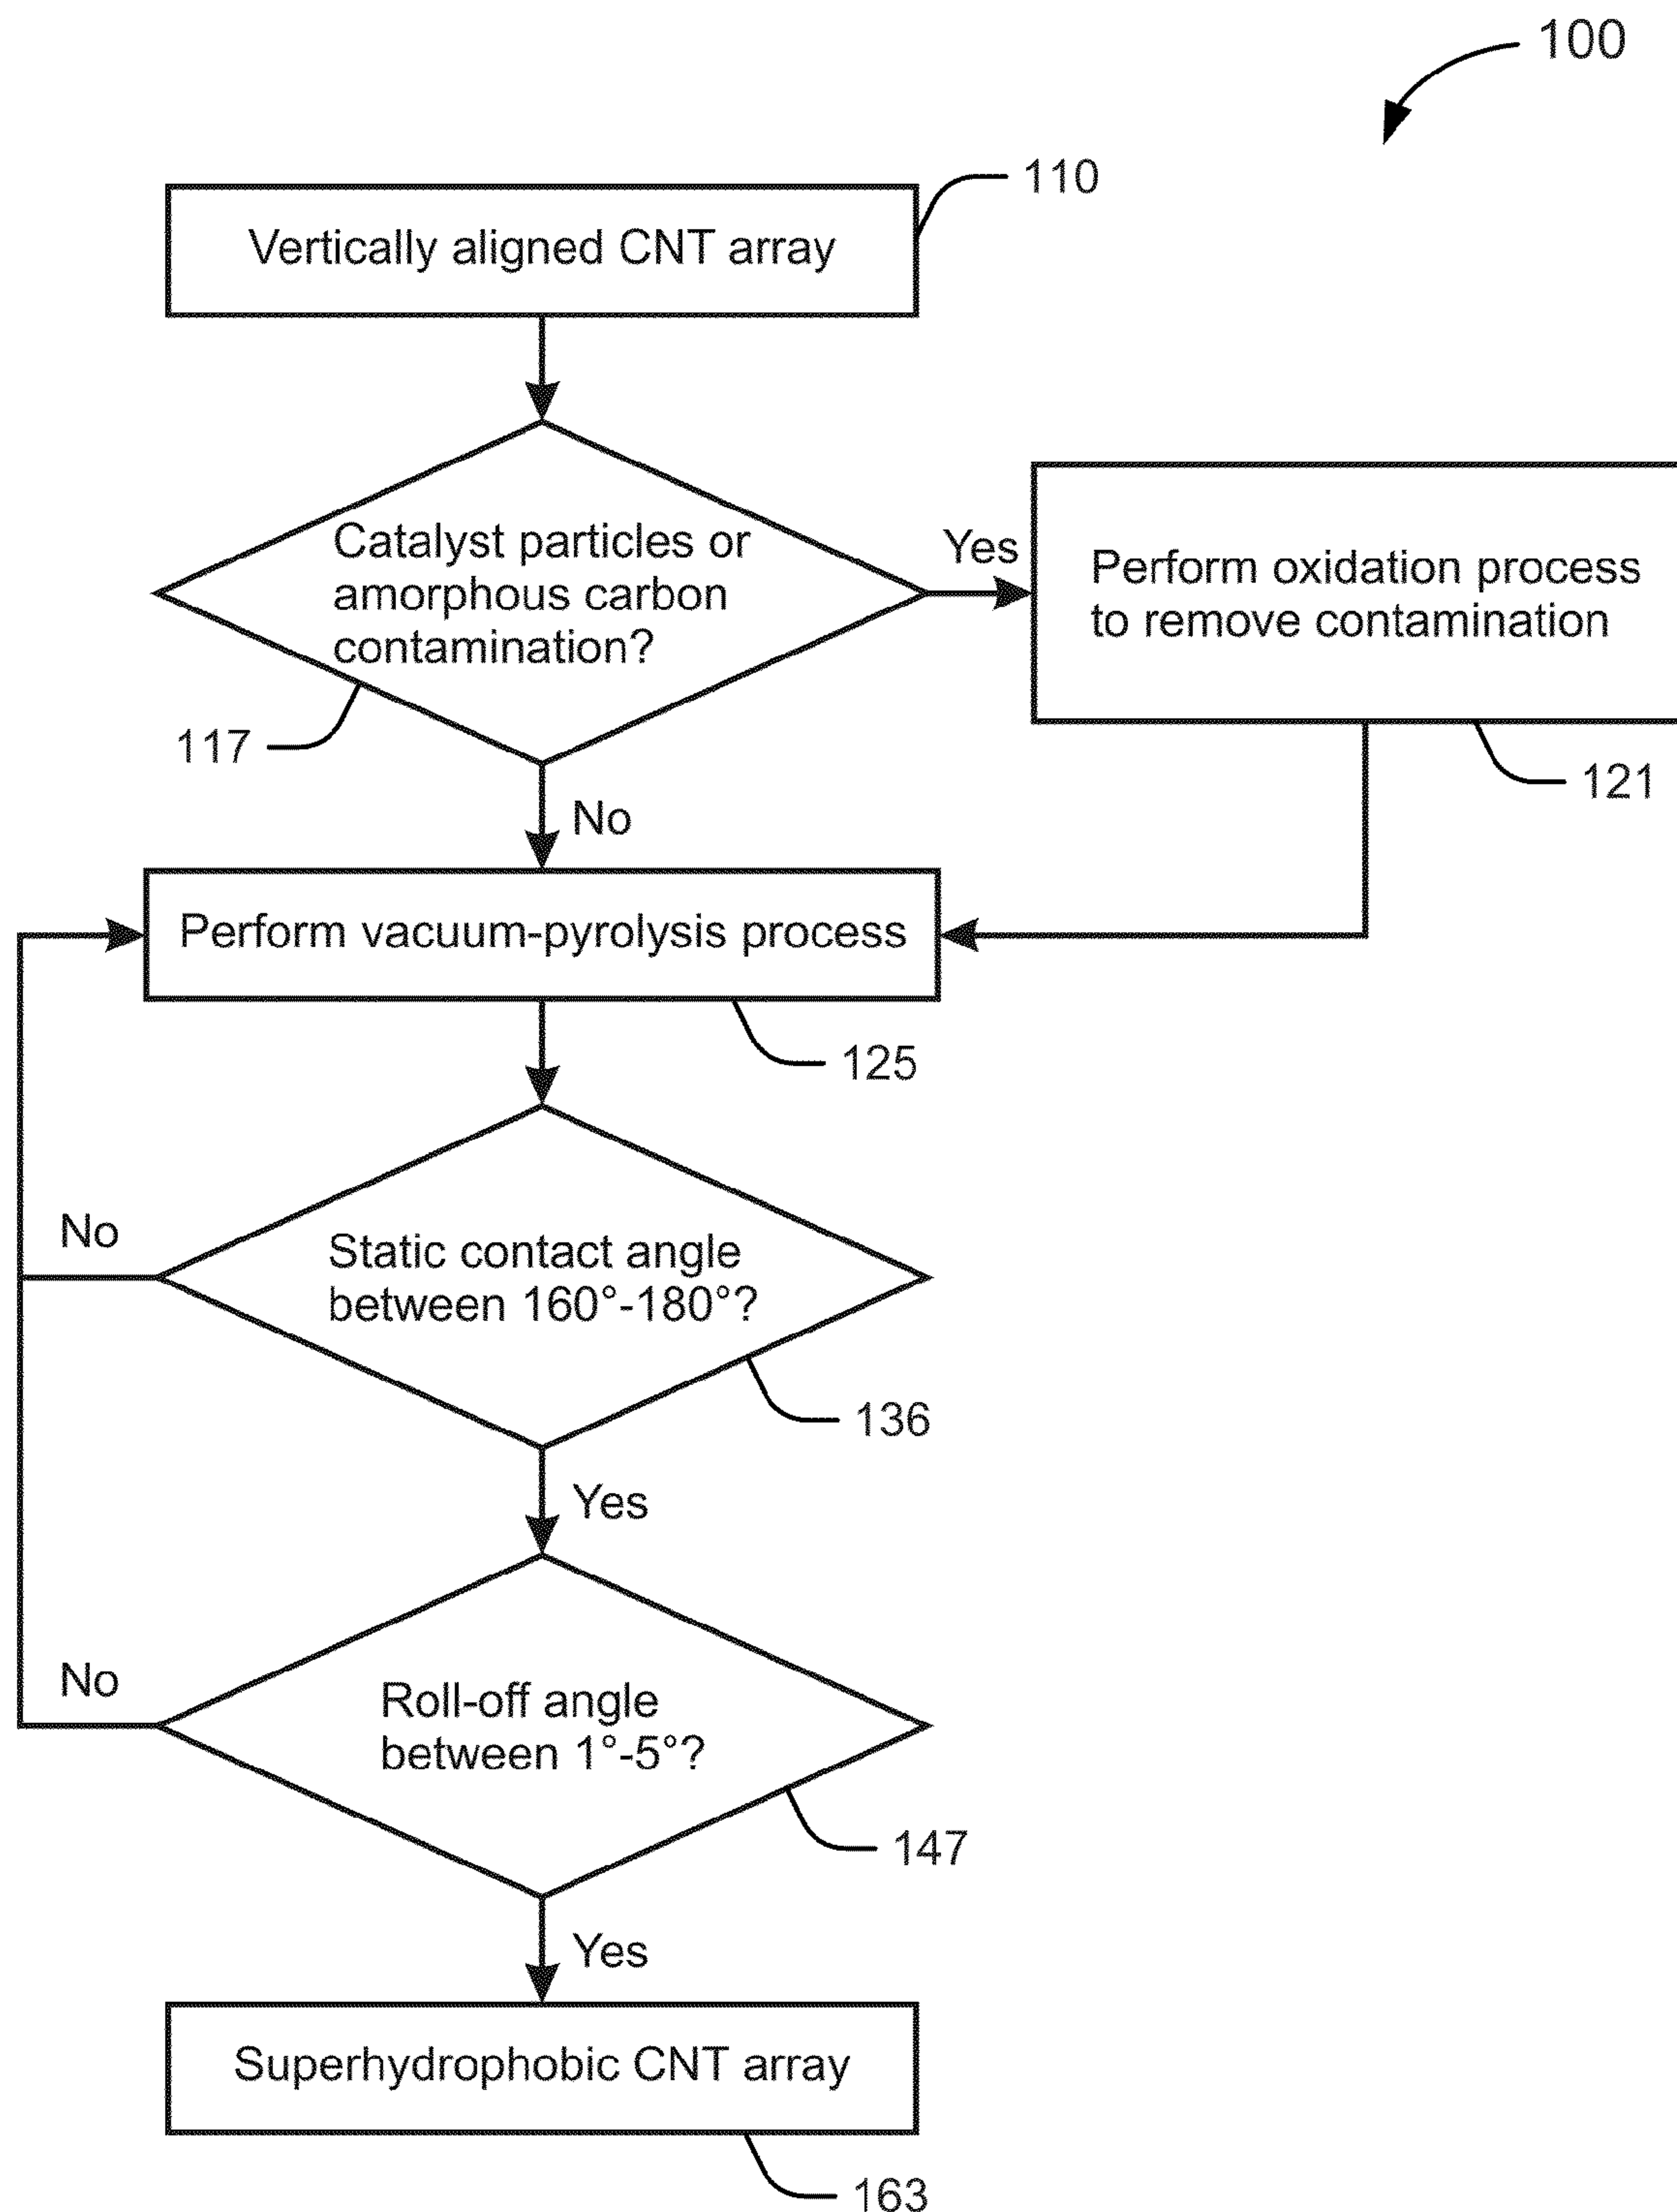 100
110
Vertically aligned CNT array
Catalyst particles or
amorphous carbon
contamination?
Yes
Perform oxidation process
to remove contamination
117
121
No
Perform vacuum-pyrolysis process
125
No
Static contact angle
between 160°-180°?
136
Yes
No
Roll-off angle
between 1°-5°?
147
Yes
Superhydrophobic CNT array
163